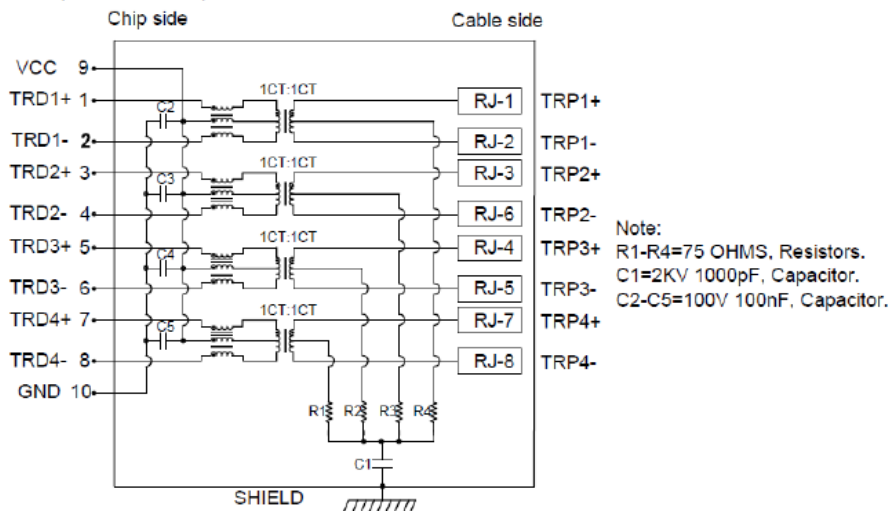 Chip side Cable side
VCC 9
TRD1+ 1 1CT:1CT RJ-1 TRP1+
C2
TRD1- 2 RJ-2 TRP1-
TRD2+ 3 1CT:1CT RJ-3 TRP2+
C3
TRD2- 4 RJ-6 TRP2-
TRD3+ 5 1CT:1CT RJ-4 TRP3+
C4
TRD3- 6 RJ-5 TRP3-
TRD4+ 7 1CT:1CT RJ-7 TRP4+
C5
TRD4- 8 RJ-8 TRP4-
GND 10
R1 R2 R3 R4
C1
SHIELD
Note:
R1-R4=75 OHMS, Resistors.
C1=2KV 1000pF, Capacitor.
C2-C5=100V 100nF, Capacitor.